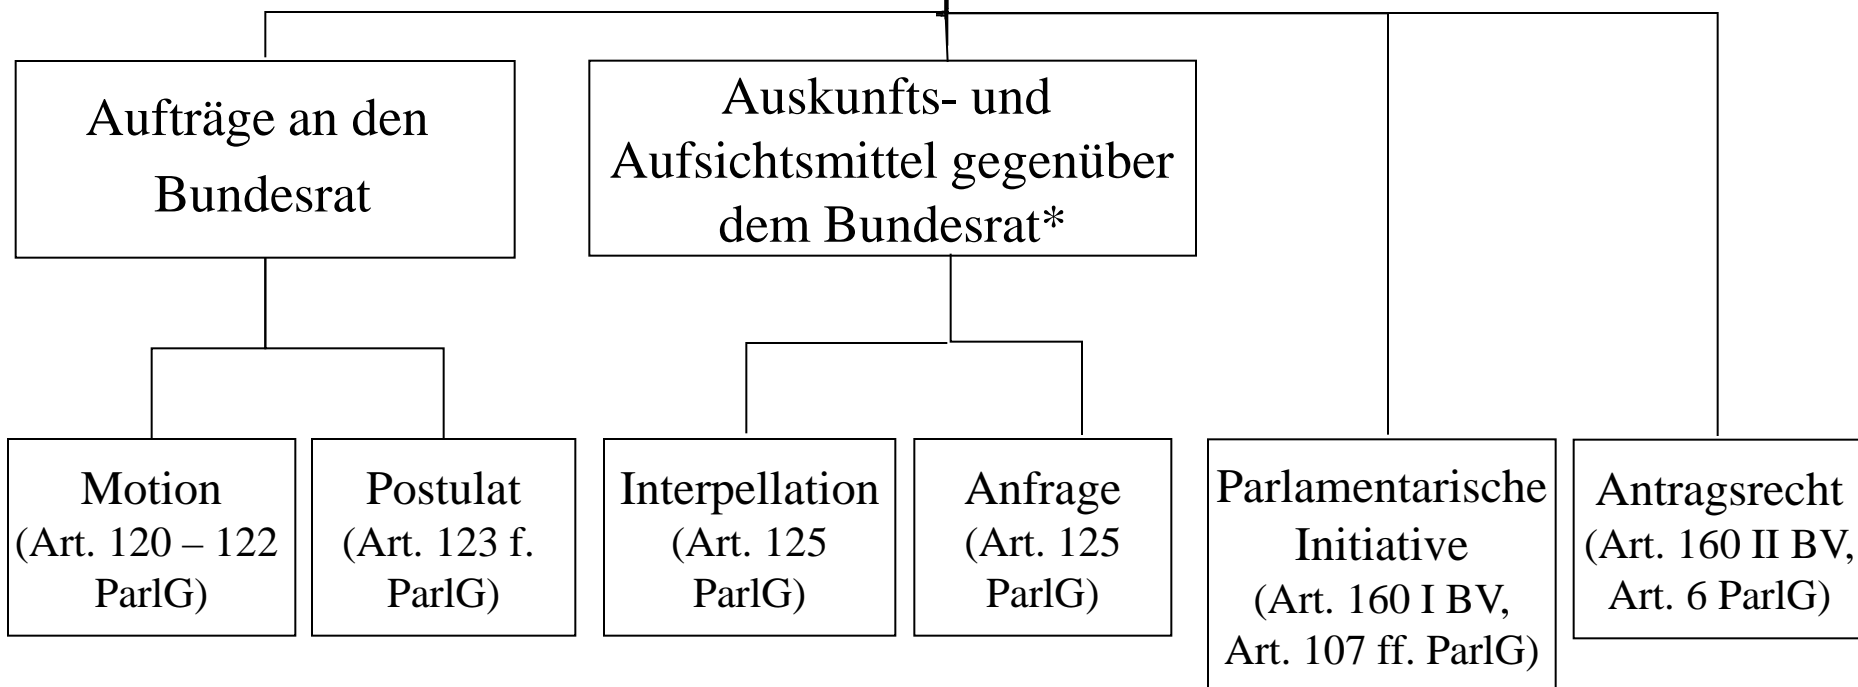 Aufträge an den
Bundesrat
Auskunfts- und
Aufsichtsmittel gegenüber
dem Bundesrat*
Motion
(Art. 120 – 122
ParlG)
Postulat
(Art. 123 f.
ParlG)
Interpellation
(Art. 125
ParlG)
Anfrage
(Art. 125
ParlG)
Parlamentarische
Initiative
(Art. 160 I BV,
Art. 107 ff. ParlG)
Antragsrecht
(Art. 160 II BV,
Art. 6 ParlG)